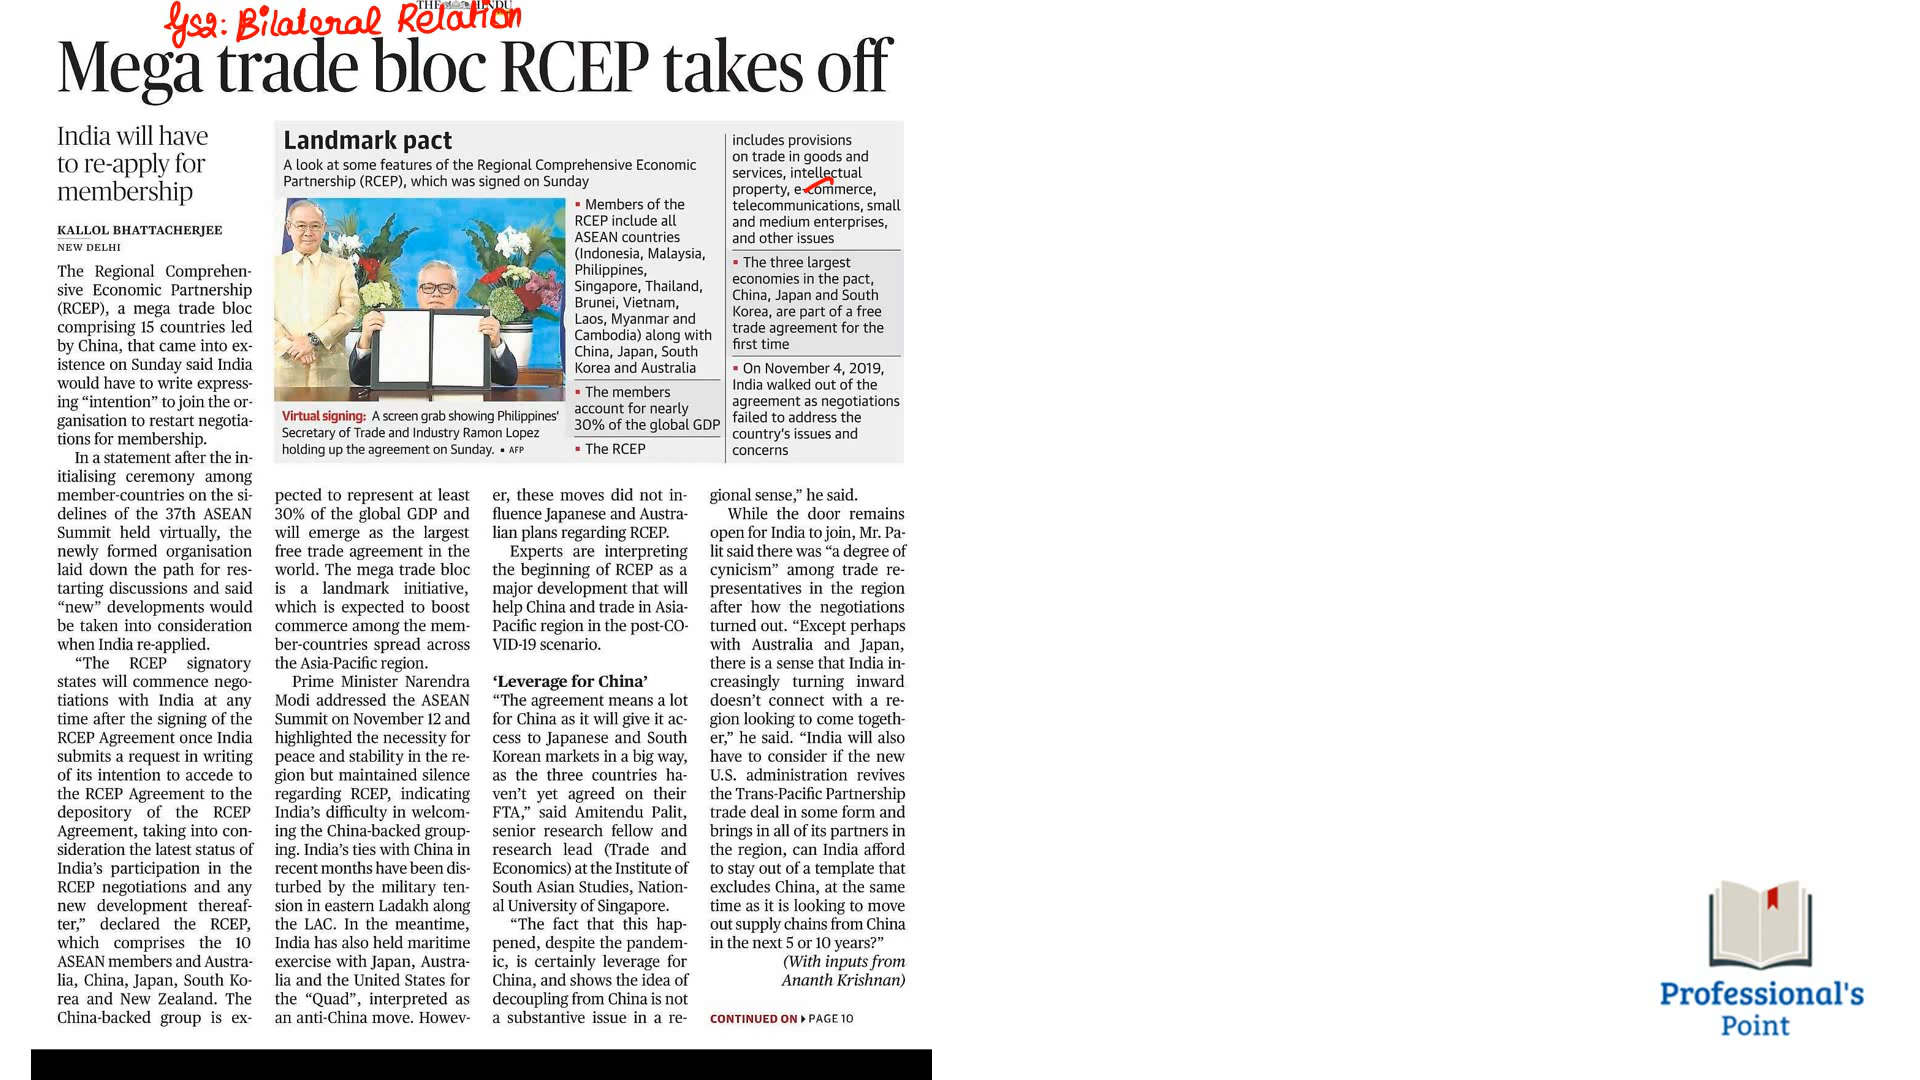 THE HINDU
GS2: Bilateral Relation
Mega trade bloc RCEP takes off
India will have
to re-apply for
membership
KALLOL BHATTACHERJEE
NEW DELHI
The Regional Comprehen-
sive Economic Partnership
(RCEP), a mega trade bloc
comprising 15 countries led
by China, that came into ex-
istence on Sunday said India
would have to write express-
ing “intention” to join the or-
ganisation to restart negotia-
tions for membership.
In a statement after the in-
itialising ceremony among
member-countries on the si-
delines of the 37th ASEAN
Summit held virtually, the
newly formed organisation
laid down the path for res-
tarting discussions and said
“new” developments would
be taken into consideration
when India re-applied.
“The RCEP signatory
states will commence nego-
tiations with India at any
time after the signing of the
RCEP Agreement once India
submits a request in writing
of its intention to accede to
the RCEP Agreement to the
depository of the RCEP
Agreement, taking into con-
sideration the latest status of
India’s participation in the
RCEP negotiations and any
new development thereaf-
ter,” declared the RCEP,
which comprises the 10
ASEAN members and Austra-
lia, China, Japan, South Ko-
rea and New Zealand. The
China-backed group is ex-
Landmark pact
A look at some features of the Regional Comprehensive Economic
Partnership (RCEP), which was signed on Sunday
Virtual signing: A screen grab showing Philippines’
Secretary of Trade and Industry Ramon Lopez
holding up the agreement on Sunday. ▪ AFP
▪ Members of the
RCEP include all
ASEAN countries
(Indonesia, Malaysia,
Philippines,
Singapore, Thailand,
Brunei, Vietnam,
Laos, Myanmar and
Cambodia) along with
China, Japan, South
Korea and Australia
▪ The members
account for nearly
30% of the global GDP
▪ The RCEP
includes provisions
on trade in goods and
services, intellectual
property, e-commerce,
telecommunications, small
and medium enterprises,
and other issues
▪ The three largest
economies in the pact,
China, Japan and South
Korea, are part of a free
trade agreement for the
first time
▪ On November 4, 2019,
India walked out of the
agreement as negotiations
failed to address the
country’s issues and
concerns
pected to represent at least
30% of the global GDP and
will emerge as the largest
free trade agreement in the
world. The mega trade bloc
is a landmark initiative,
which is expected to boost
commerce among the mem-
ber-countries spread across
the Asia-Pacific region.
Prime Minister Narendra
Modi addressed the ASEAN
Summit on November 12 and
highlighted the necessity for
peace and stability in the re-
gion but maintained silence
regarding RCEP, indicating
India’s difficulty in welcom-
ing the China-backed group-
ing. India’s ties with China in
recent months have been dis-
turbed by the military ten-
sion in eastern Ladakh along
the LAC. In the meantime,
India has also held maritime
exercise with Japan, Austra-
lia and the United States for
the “Quad”, interpreted as
an anti-China move. Howev-
er, these moves did not in-
fluence Japanese and Austra-
lian plans regarding RCEP.
Experts are interpreting
the beginning of RCEP as a
major development that will
help China and trade in Asia-
Pacific region in the post-CO-
VID-19 scenario.
‘Leverage for China’
“The agreement means a lot
for China as it will give it ac-
cess to Japanese and South
Korean markets in a big way,
as the three countries ha-
ven’t yet agreed on their
FTA,” said Amitendu Palit,
senior research fellow and
research lead (Trade and
Economics) at the Institute of
South Asian Studies, Nation-
al University of Singapore.
“The fact that this hap-
pened, despite the pandem-
ic, is certainly leverage for
China, and shows the idea of
decoupling from China is not
a substantive issue in a re-
gional sense,” he said.
While the door remains
open for India to join, Mr. Pa-
lit said there was “a degree of
cynicism” among trade re-
presentatives in the region
after how the negotiations
turned out. “Except perhaps
with Australia and Japan,
there is a sense that India in-
creasingly turning inward
doesn’t connect with a re-
gion looking to come togeth-
er,” he said. “India will also
have to consider if the new
U.S. administration revives
the Trans-Pacific Partnership
trade deal in some form and
brings in all of its partners in
the region, can India afford
to stay out of a template that
excludes China, at the same
time as it is looking to move
out supply chains from China
in the next 5 or 10 years?”
(With inputs from
Ananth Krishnan)
CONTINUED ON ▸ PAGE 10
Professional's
Point